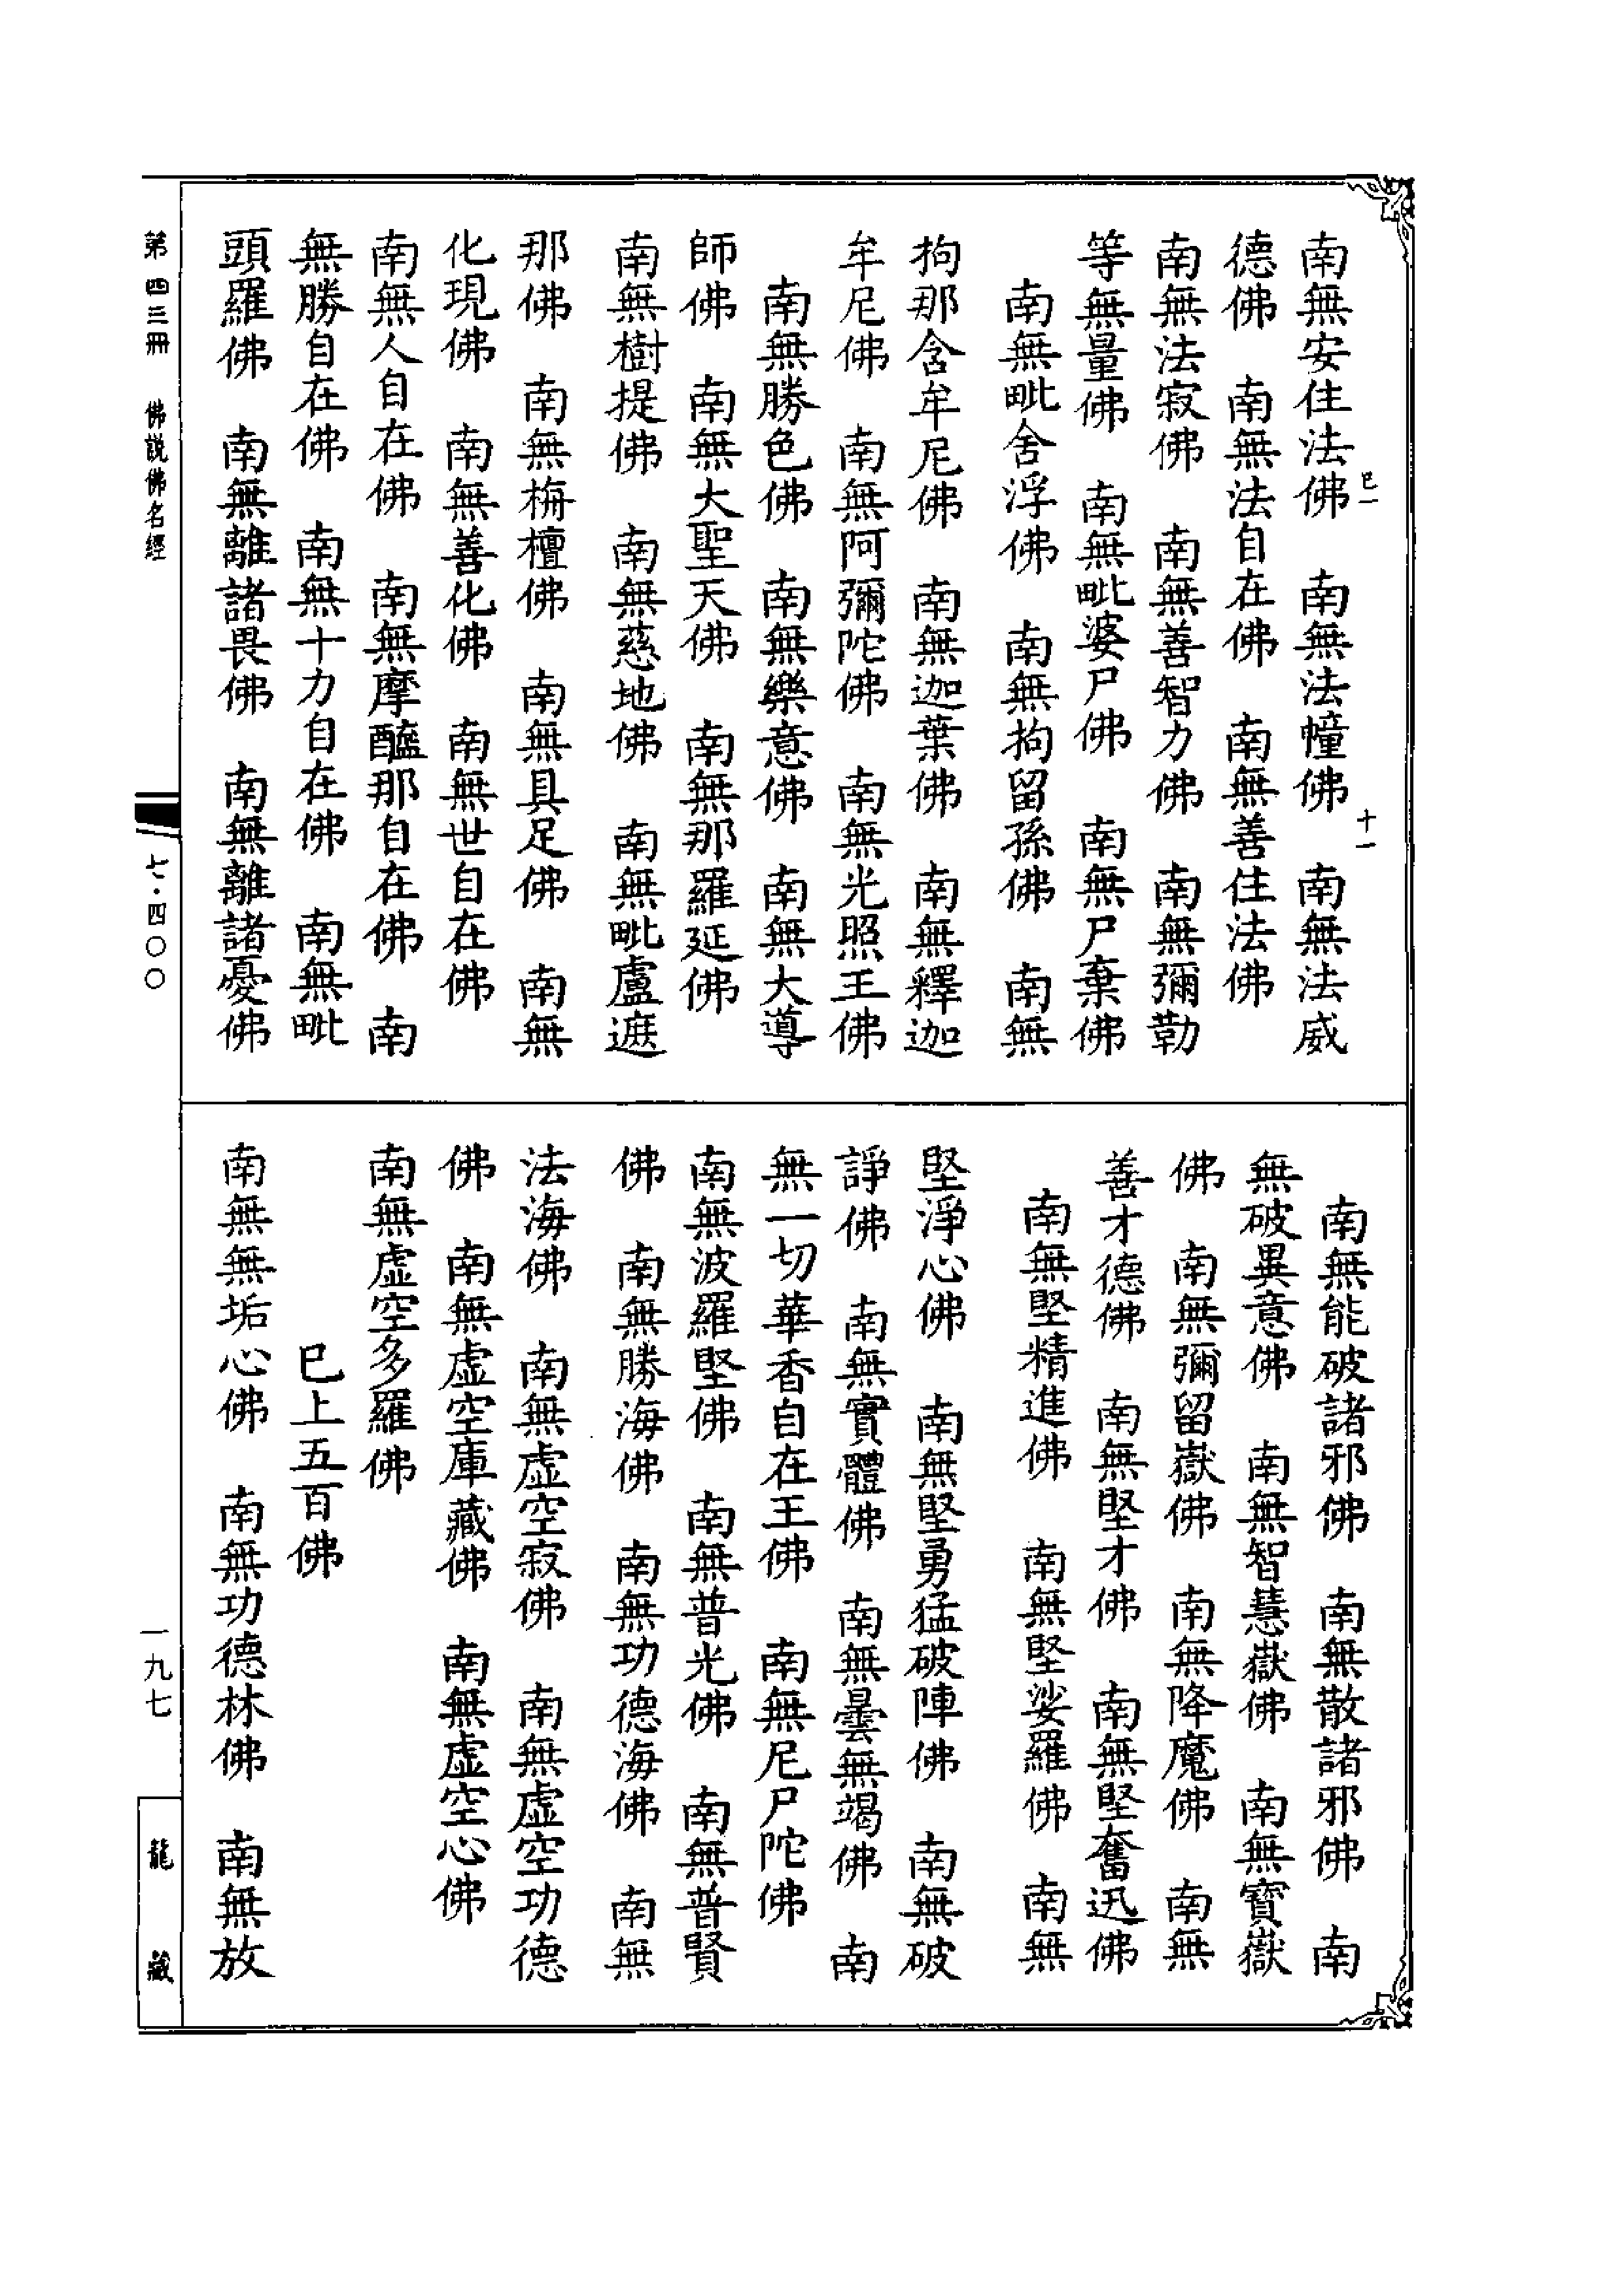 南無安住法佛　南無法幢佛　南無法威
德佛　南無法自在佛　南無善住法佛
南無法寂佛　南無善智力佛　南無彌勒
等無量佛　南無毗婆尸佛　南無尸棄佛
南無毗舍浮佛　南無拘留孫佛　南無
拘那含牟尼佛　南無迦葉佛　南無釋迦
牟尼佛　南無阿彌陀佛　南無光照王佛
南無勝色佛　南無樂意佛　南無大導
師佛　南無大聖天佛　南無那羅延佛
南無樹提佛　南無慈地佛　南無毗盧遮
那佛　南無栴檀佛　南無具足佛　南無
化現佛　南無善化佛　南無世自在佛
南無人自在佛　南無摩醯那自在佛　南
無勝自在佛　南無十力自在佛　南無毗
頭羅佛　南無離諸畏佛　南無離諸憂佛
南無能破諸邪佛　南無散諸邪佛　南
無破異意佛　南無智慧嶽佛　南無寶嶽
佛　南無彌留嶽佛　南無降魔佛　南無
善才德佛　南無堅才佛　南無堅奮迅佛
南無堅精進佛　南無堅娑羅佛　南無
堅淨心佛　南無堅勇猛破陣佛　南無破
諍佛　南無實體佛　南無曇無竭佛　南
無一切華香自在王佛　南無尼尸陀佛
南無波羅堅佛　南無普光佛　南無普賢
佛　南無勝海佛　南無功德海佛　南無
法海佛　南無虛空寂佛　南無虛空功德
佛　南無虛空庫藏佛　南無虛空心佛
南無虛空多羅佛
巳上五百佛
南無無垢心佛　南無功德林佛　南無放
巳一　十一
第四三冊　佛說佛名經
七·四〇〇
一九七
龍藏